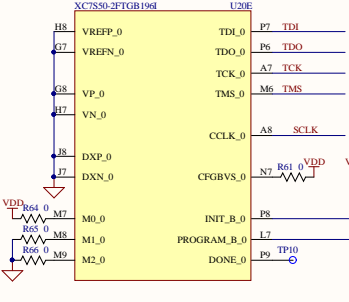 XC7S50-2FTGB196I U20E
H8 VREFP_0 TDI_0 P7 TDI
G7 VREFN_0 TDO_0 P6 TDO
TCK_0 A7 TCK
G8 VP_0 TMS_0 M6 TMS
H7 VN_0
CCLK_0 A8 SCLK
J8 DXP_0
J7 DXN_0 CFGBVS_0 N7 R61 0 VDD
VDD R64 0 M7 M0_0 INIT_B_0 P8
R65 0 M8 M1_0 PROGRAM_B_0 L7
R66 0 M9 M2_0 DONE_0 P9 TP10